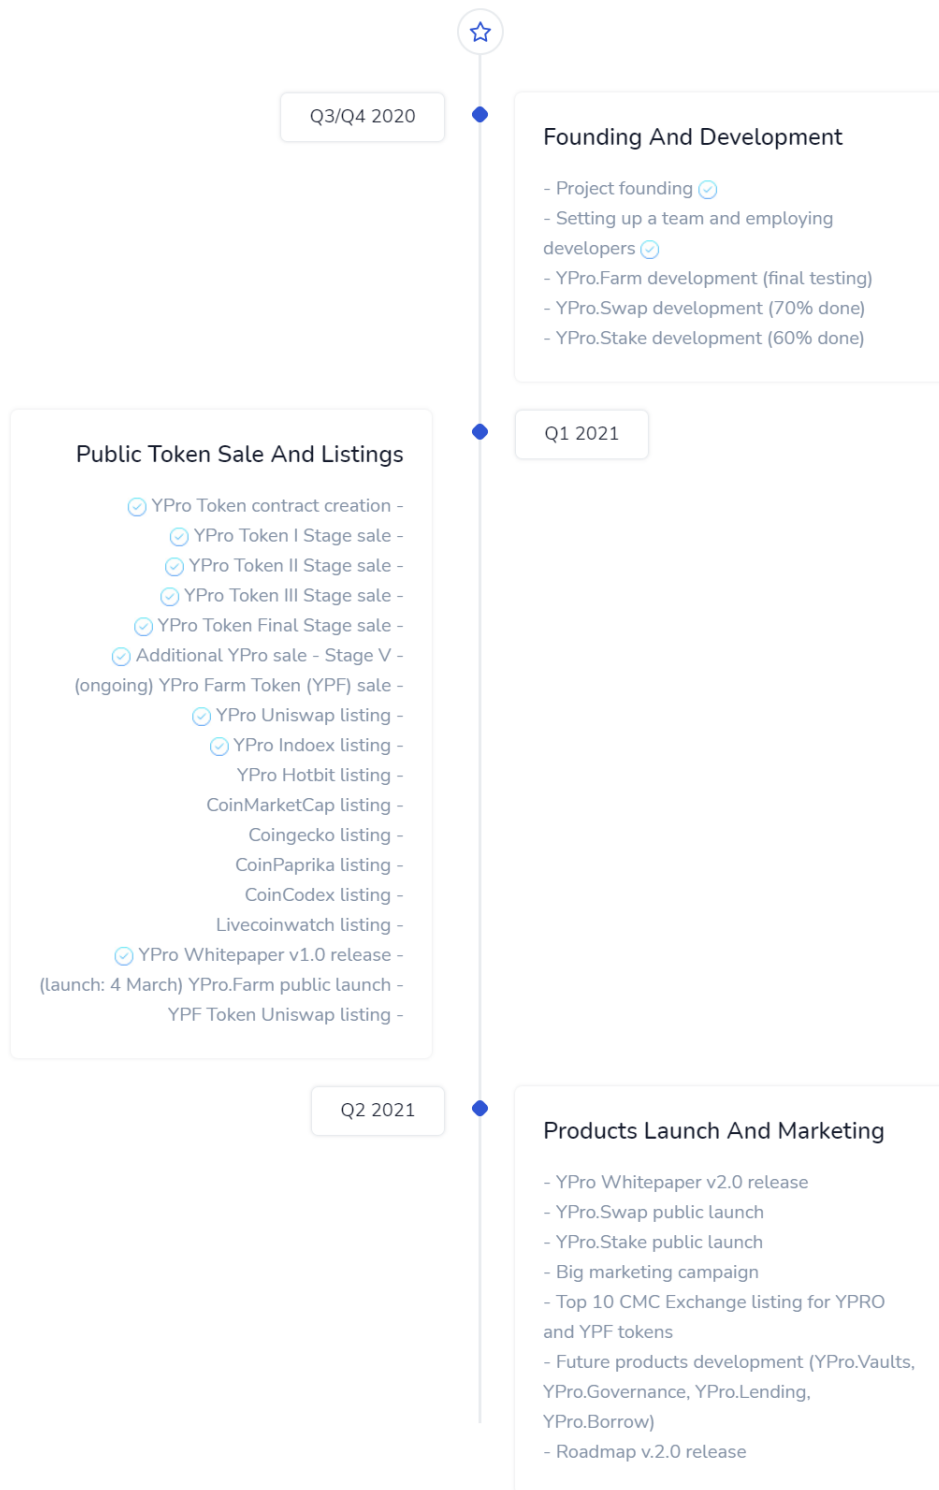 Q3/Q4 2020
Founding And Development
- Project founding
- Setting up a team and employing
developers
- YPro.Farm development (final testing)
- YPro.Swap development (70% done)
- YPro.Stake development (60% done)
Q1 2021
Public Token Sale And Listings
YPro Token contract creation -
YPro Token I Stage sale -
YPro Token II Stage sale -
YPro Token III Stage sale -
YPro Token Final Stage sale -
Additional YPro sale - Stage V -
(ongoing) YPro Farm Token (YPF) sale -
YPro Uniswap listing -
YPro Indoex listing -
YPro Hotbit listing -
CoinMarketCap listing -
Coingecko listing -
CoinPaprika listing -
CoinCodex listing -
Livecoinwatch listing -
YPro Whitepaper v1.0 release -
(launch: 4 March) YPro.Farm public launch -
YPF Token Uniswap listing -
Q2 2021
Products Launch And Marketing
- YPro Whitepaper v2.0 release
- YPro.Swap public launch
- YPro.Stake public launch
- Big marketing campaign
- Top 10 CMC Exchange listing for YPRO
and YPF tokens
- Future products development (YPro.Vaults,
YPro.Governance, YPro.Lending,
YPro.Borrow)
- Roadmap v.2.0 release